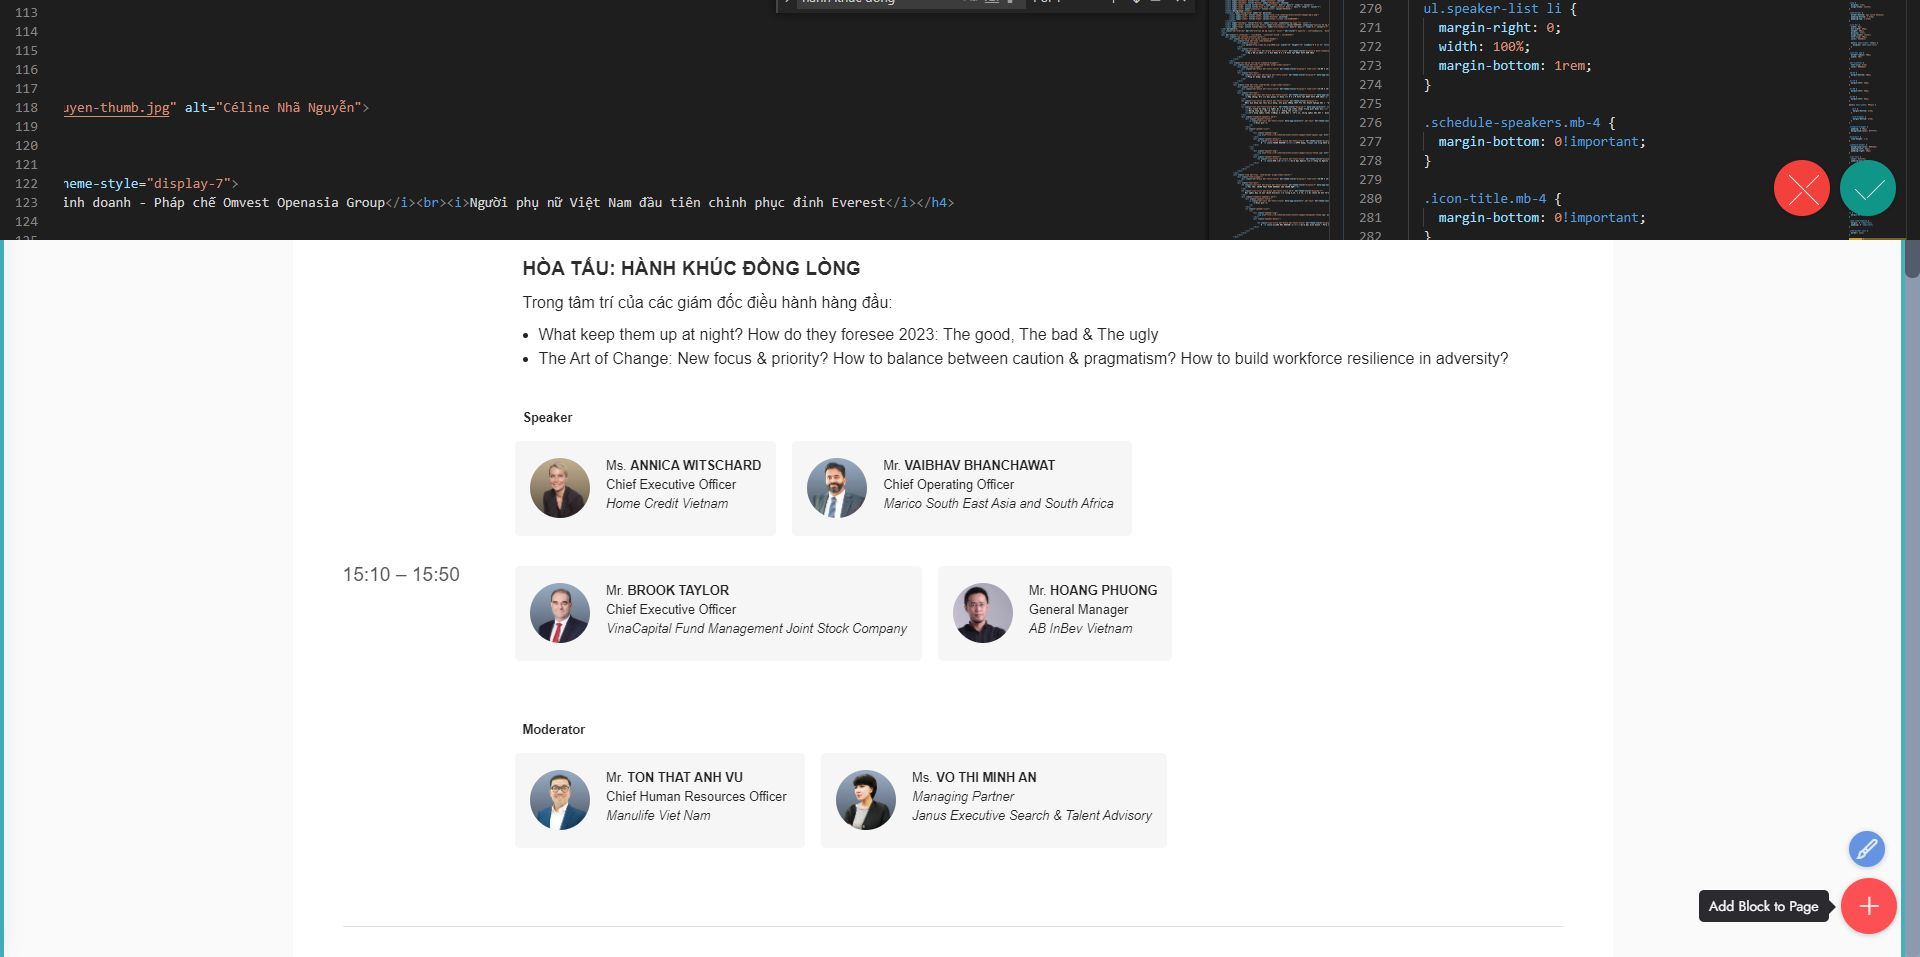 113
114
115
116
117
118 uyen-thumb.jpg" alt="Céline Nhã Nguyễn">
119
120
121
122 heme-style="display-7">
123 inh doanh - Pháp chế Omvest Openasia Group</i><br><i>Người phụ nữ Việt Nam đầu tiên chinh phục đỉnh Everest</i></h4>
124
125
270 ul.speaker-list li {
271 margin-right: 0;
272 width: 100%;
273 margin-bottom: 1rem;
274 }
275
276 .schedule-speakers.mb-4 {
277 margin-bottom: 0!important;
278 }
279
280 .icon-title.mb-4 {
281 margin-bottom: 0!important;
282 }
HÒA TẤU: HÀNH KHÚC ĐỒNG LÒNG
Trong tâm trí của các giám đốc điều hành hàng đầu:
• What keep them up at night? How do they foresee 2023: The good, The bad & The ugly
• The Art of Change: New focus & priority? How to balance between caution & pragmatism? How to build workforce resilience in adversity?
Speaker
Ms. ANNICA WITSCHARD
Chief Executive Officer
Home Credit Vietnam
Mr. VAIBHAV BHANCHAWAT
Chief Operating Officer
Marico South East Asia and South Africa
15:10 – 15:50
Mr. BROOK TAYLOR
Chief Executive Officer
VinaCapital Fund Management Joint Stock Company
Mr. HOANG PHUONG
General Manager
AB InBev Vietnam
Moderator
Mr. TON THAT ANH VU
Chief Human Resources Officer
Manulife Viet Nam
Ms. VO THI MINH AN
Managing Partner
Janus Executive Search & Talent Advisory
Add Block to Page